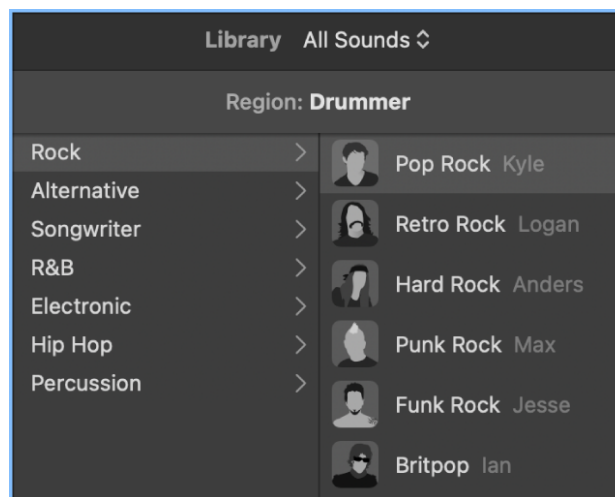 Library All Sounds
Region: Drummer
Rock
Alternative
Songwriter
R&B
Electronic
Hip Hop
Percussion
Pop Rock Kyle
Retro Rock Logan
Hard Rock Anders
Punk Rock Max
Funk Rock Jesse
Britpop Ian